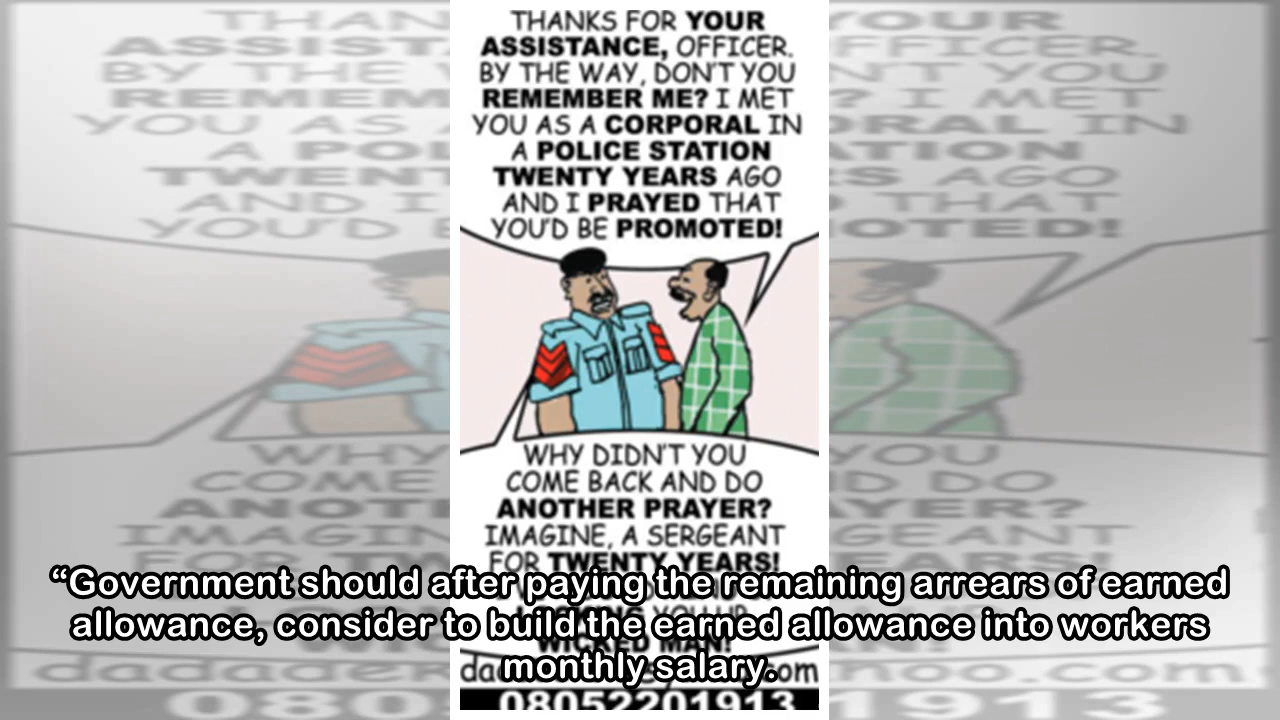 THANKS FOR YOUR
ASSISTANCE, OFFICER.
BY THE WAY, DON'T YOU
REMEMBER ME? I MET
YOU AS A CORPORAL IN
A POLICE STATION
TWENTY YEARS AGO
AND I PRAYED THAT
YOU'D BE PROMOTED!
WHY DIDN'T YOU
COME BACK AND DO
ANOTHER PRAYER?
IMAGINE, A SERGEANT
FOR TWENTY YEARS!
YOU UP,
WICKED MAN!
“Government should after paying the remaining arrears of earned
allowance, consider to build the earned allowance into workers
monthly salary.
08052201913